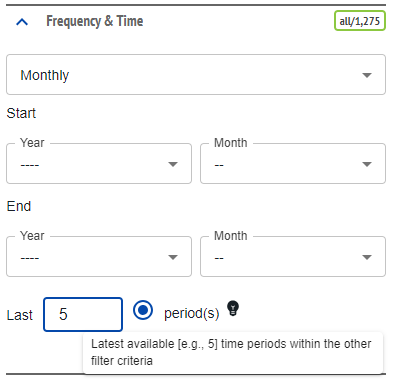 Frequency & Time all/1,275
Monthly
Start
Year Month
---- --
End
Year Month
---- --
Last 5 period(s)
Latest available [e.g., 5] time periods within the other
filter criteria